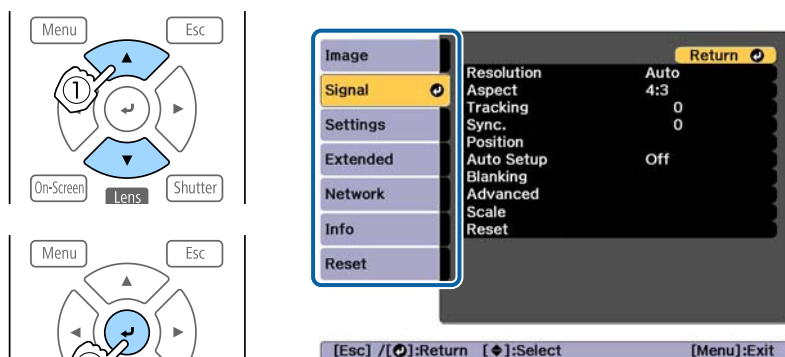 Menu
Esc
1
On-Screen
Lens
Shutter
Menu
Esc
Image
Signal
Settings
Extended
Network
Info
Reset
Return
Resolution Auto
Aspect 4:3
Tracking 0
Sync. 0
Position
Auto Setup Off
Blanking
Advanced
Scale
Reset
[Esc] /[ ]:Return [ ]:Select [Menu]:Exit